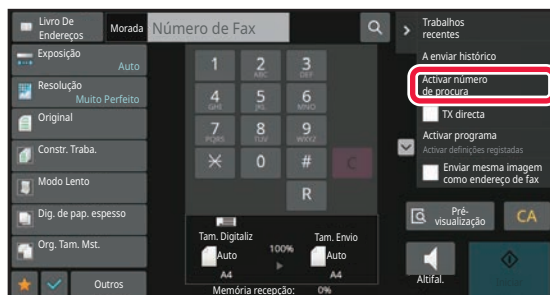 Livro De
Endereços
Morada
Número de Fax
Trabalhos
recentes
A enviar histórico
Activar número
de procura
TX directa
Activar programa
Activar definições registadas
Enviar mesma imagem
como endereço de fax
Exposição
Auto
Resolução
Muito Perfeito
Original
Constr. Traba.
Modo Lento
Dig. de pap. espesso
Org. Tam. Mst.
Outros
1
2
ABC
3
DEF
4
GHI
5
JKL
6
MNO
7
PQRS
8
TUV
9
WXYZ
0
#
C
R
Tam. Digitaliz
Auto
A4
100%
Tam. Envio
Auto
A4
Memória recepção: 0%
Pré-
visualização
CA
Altifal.